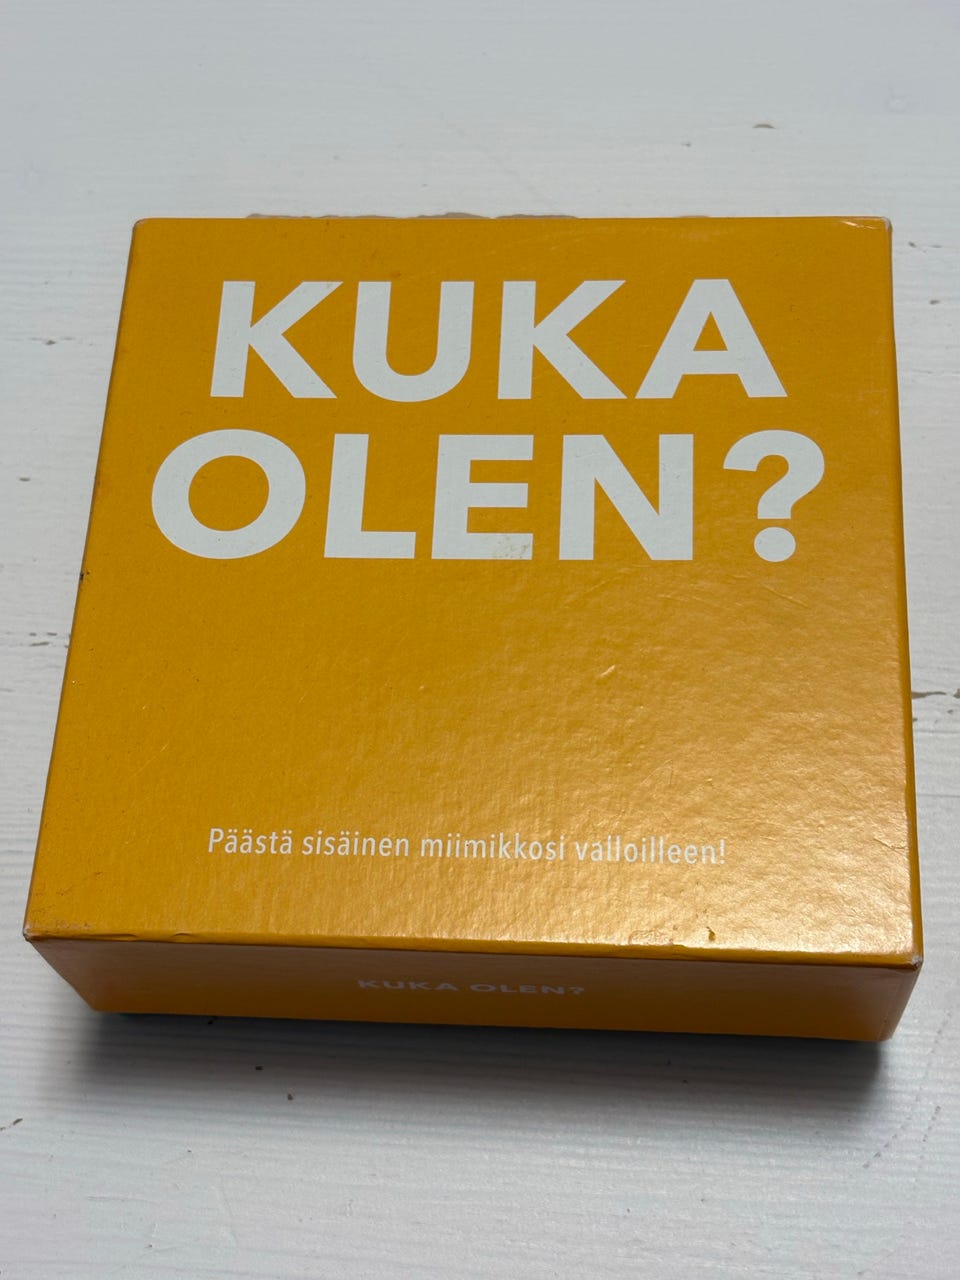 KUKA
OLEN?
Päästä sisäinen miimikkosi valloilleen!
KUKA OLEN?